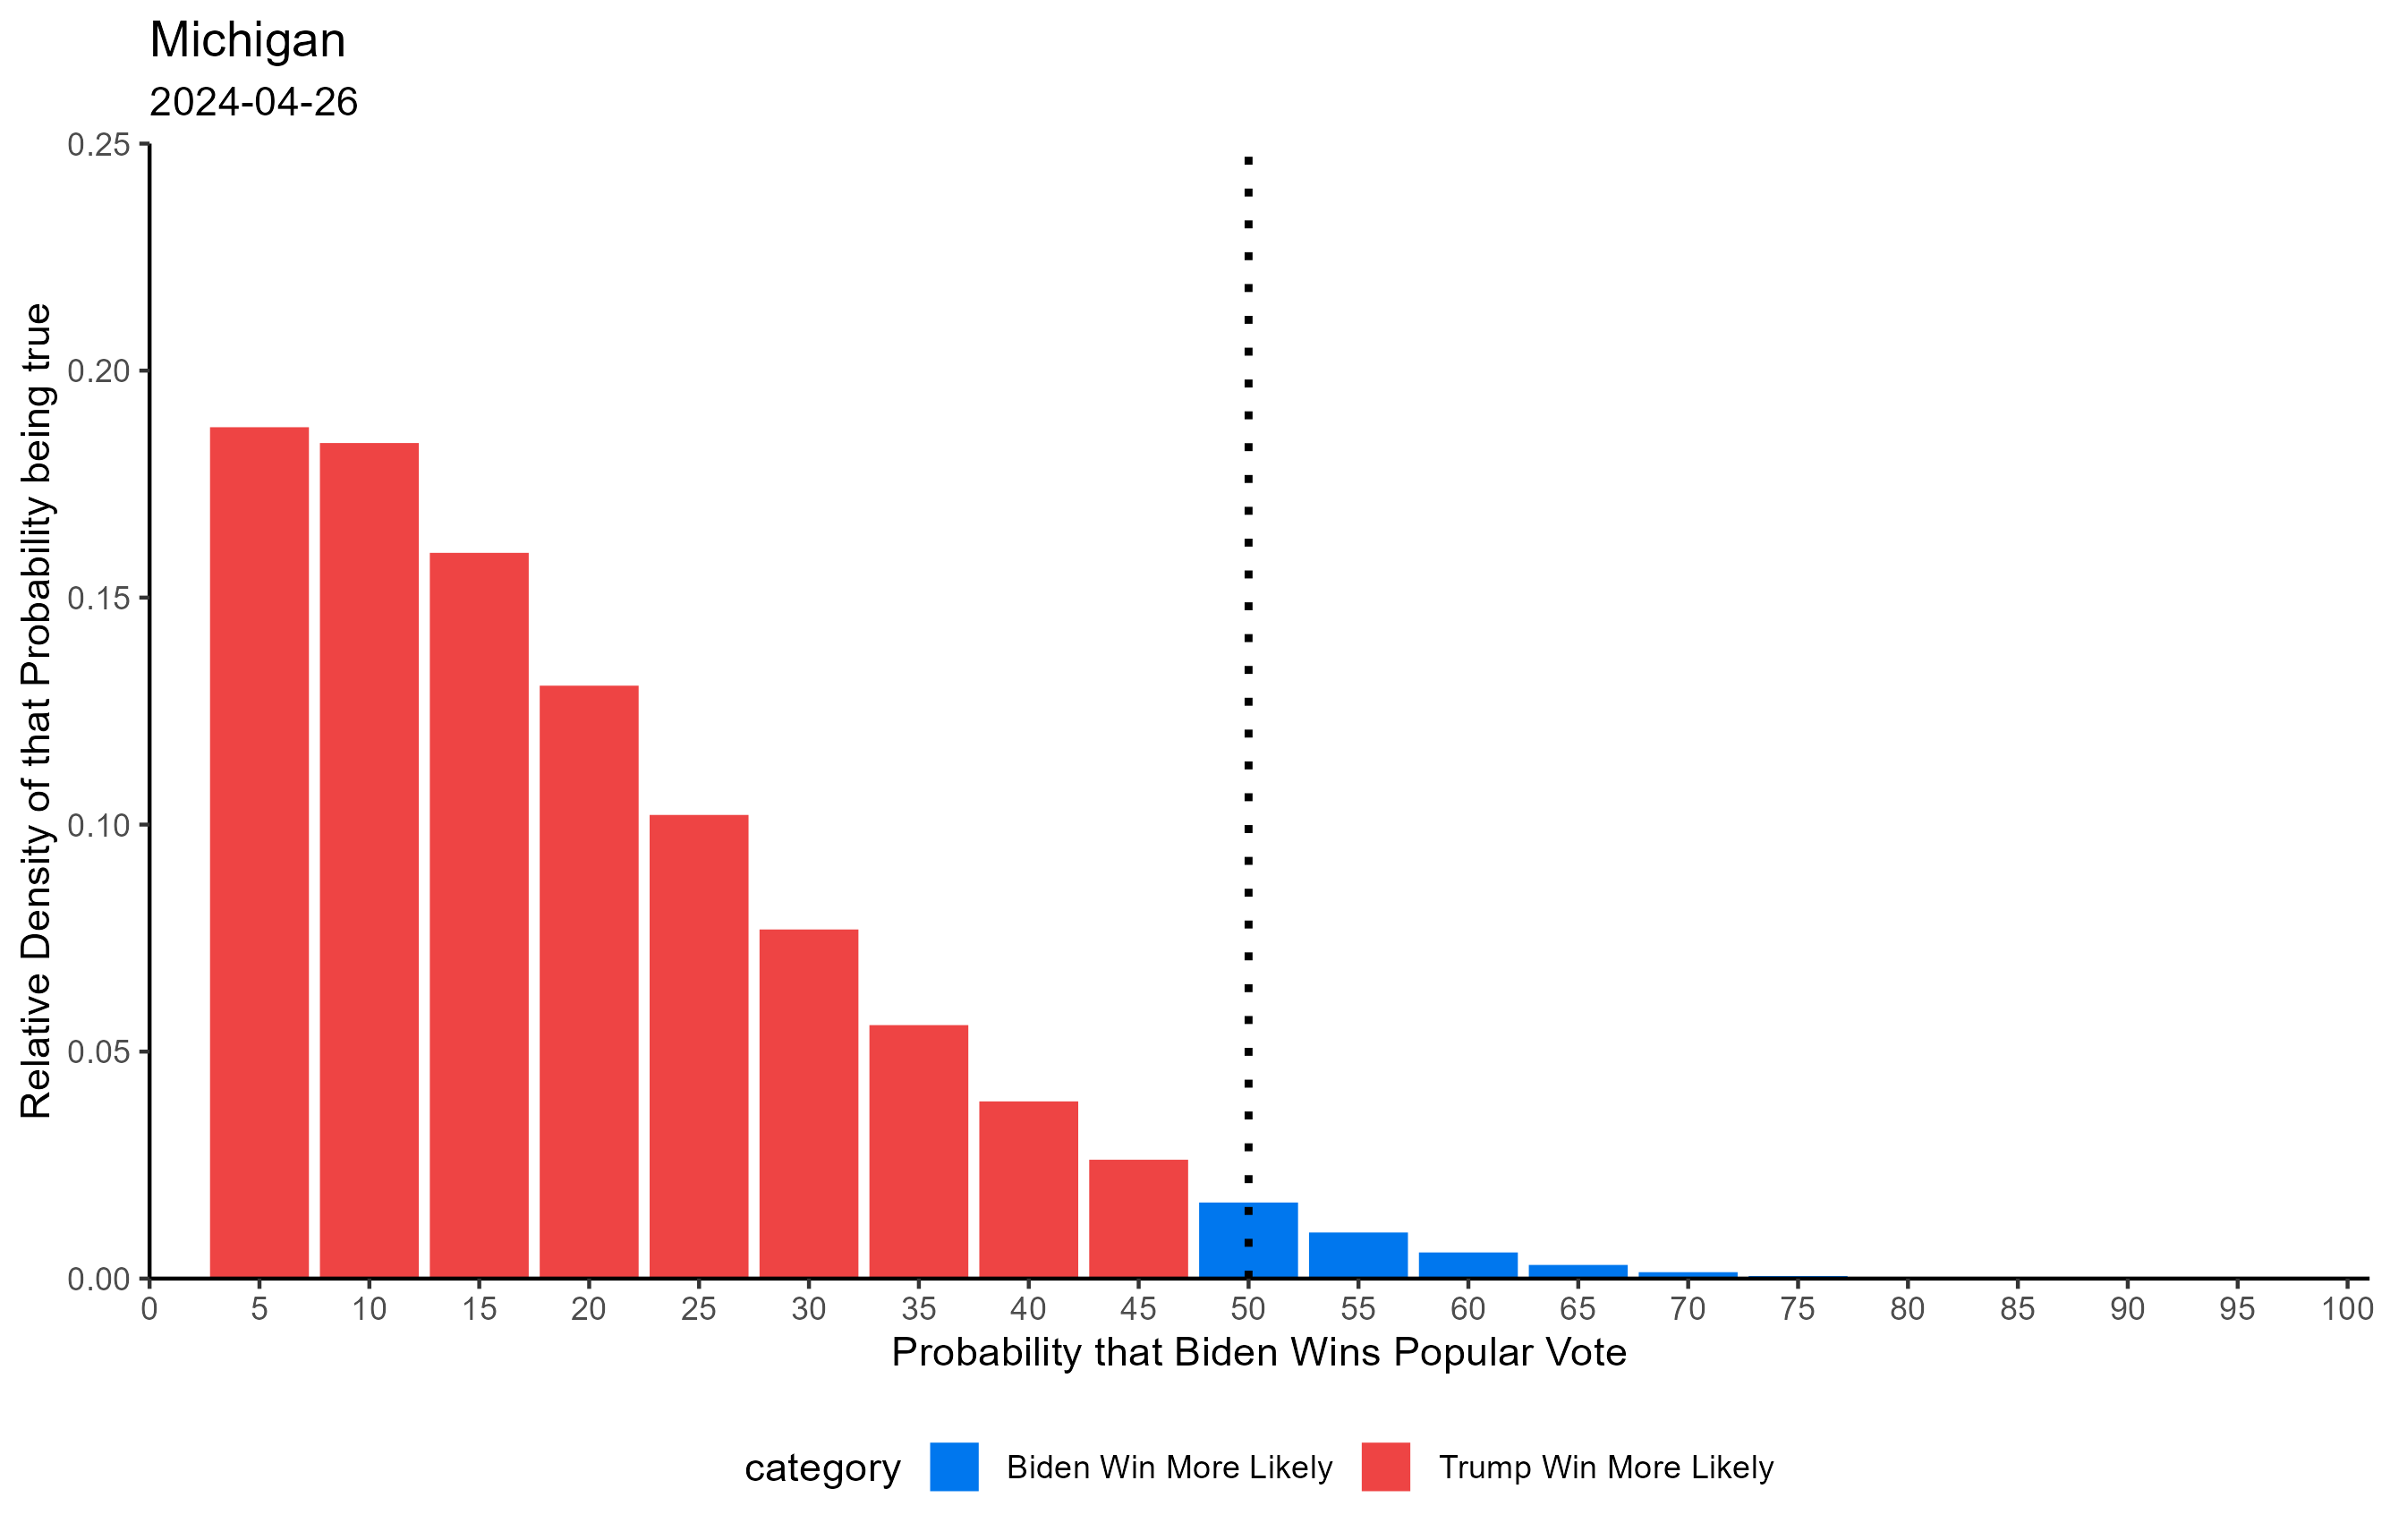 Michigan
2024-04-26
Relative Density of that Probability being true
0.25
0.20
0.15
0.10
0.05
0.00
0 5 10 15 20 25 30 35 40 45 50 55 60 65 70 75 80 85 90 95 100
Probability that Biden Wins Popular Vote
category Biden Win More Likely Trump Win More Likely